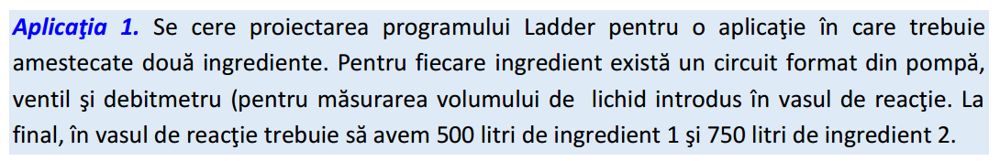 Aplicaţia 1. Se cere proiectarea programului Ladder pentru o aplicaţie în care trebuie
amestecate două ingrediente. Pentru fiecare ingredient există un circuit format din pompă,
ventil şi debitmetru (pentru măsurarea volumului de lichid introdus în vasul de reacţie. La
final, în vasul de reacţie trebuie să avem 500 litri de ingredient 1 şi 750 litri de ingredient 2.